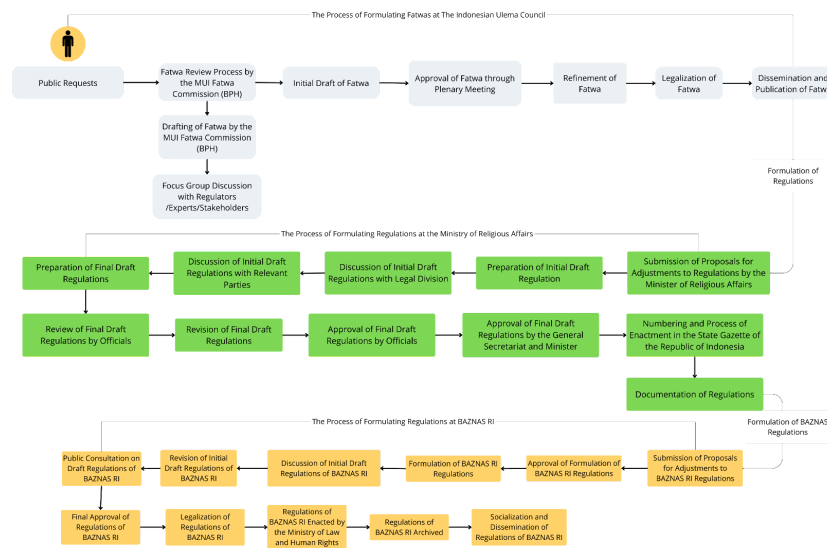 The Process of Formulating Fatwas at The Indonesian Ulema Council
Public Requests
Fatwa Review Process by
the MUI Fatwa
Commission (BPH)
Initial Draft of Fatwa
Approval of Fatwa through
Plenary Meeting
Refinement of
Fatwa
Legalization of
Fatwa
Dissemination and
Publication of Fatw
Drafting of Fatwa by the
MUI Fatwa Commission
(BPH)
Focus Group Discussion
with Regulators
/Experts/Stakeholders
Formulation of
Regulations
The Process of Formulating Regulations at the Ministry of Religious Affairs
Submission of Proposals for
Adjustments to Regulations by the
Minister of Religious Affairs
Preparation of Initial Draft
Regulation
Discussion of Initial Draft
Regulations with Legal Division
Discussion of Initial Draft
Regulations with Relevant
Parties
Preparation of Final Draft
Regulations
Review of Final Draft
Regulations by Officials
Revision of Final Draft
Regulations
Approval of Final Draft
Regulations by Officials
Approval of Final Draft
Regulations by the General
Secretariat and Minister
Numbering and Process of
Enactment in the State Gazette of
the Republic of Indonesia
Documentation of Regulations
Formulation of BAZNAS
Regulations
The Process of Formulating Regulations at BAZNAS RI
Submission of Proposals
for Adjustments to
BAZNAS RI Regulations
Approval of Formulation of
BAZNAS RI Regulations
Formulation of BAZNAS RI
Regulations
Discussion of Initial Draft
Regulations of BAZNAS RI
Revision of Initial
Draft Regulations of
BAZNAS RI
Public Consultation on
Draft Regulations of
BAZNAS RI
Final Approval of
Regulations of
BAZNAS RI
Legalization of
Regulations of
BAZNAS RI
Regulations of
BAZNAS RI Enacted by
the Ministry of Law
and Human Rights
Regulations of
BAZNAS RI Archived
Socialization and
Dissemination of
Regulations of BAZNAS RI